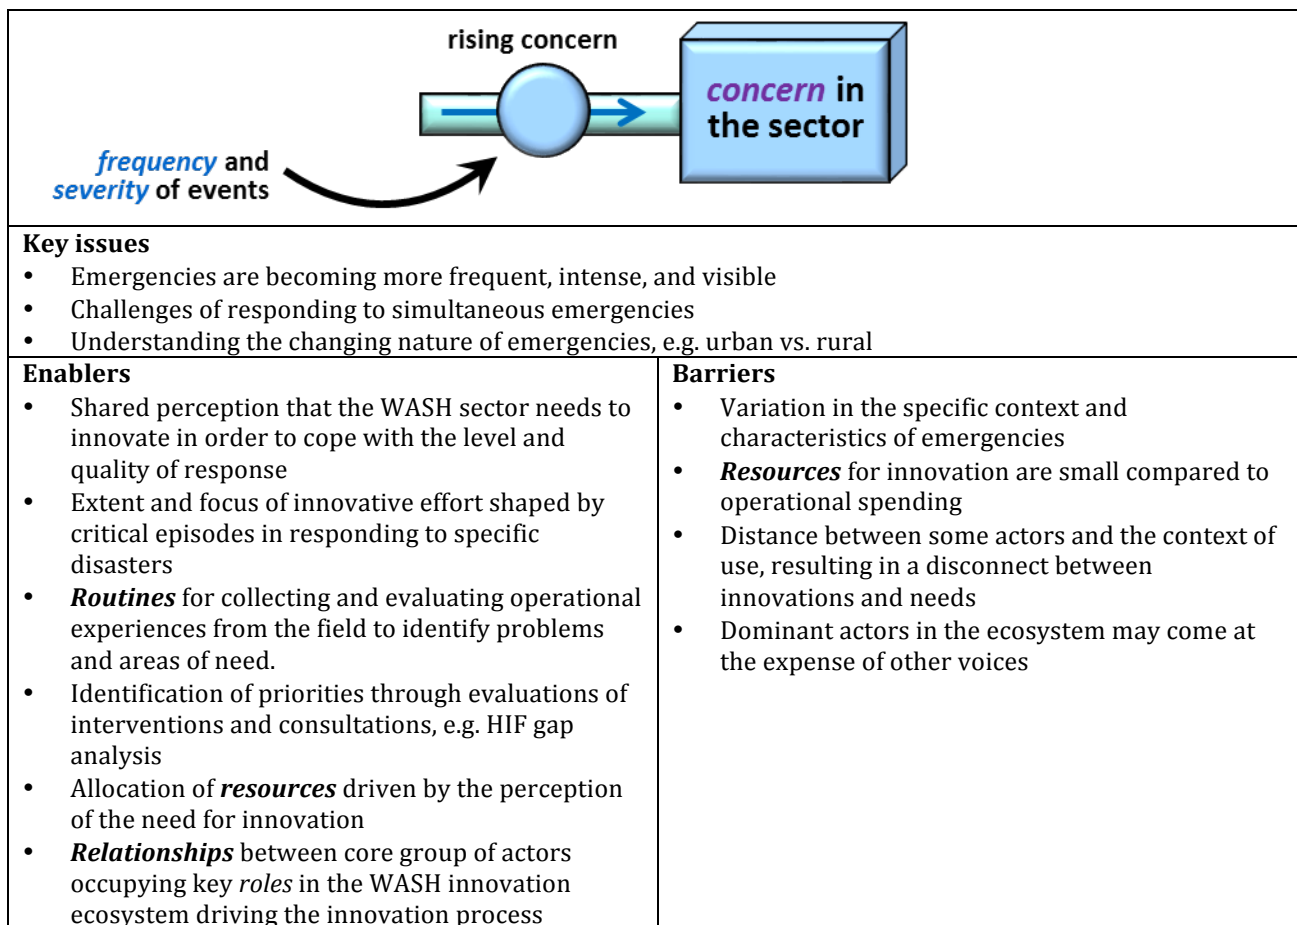 rising concern
concern in
the sector
frequency and
severity of events
Key issues
• Emergencies are becoming more frequent, intense, and visible
• Challenges of responding to simultaneous emergencies
• Understanding the changing nature of emergencies, e.g. urban vs. rural
Enablers
• Shared perception that the WASH sector needs to
innovate in order to cope with the level and
quality of response
• Extent and focus of innovative effort shaped by
critical episodes in responding to specific
disasters
• Routines for collecting and evaluating operational
experiences from the field to identify problems
and areas of need.
• Identification of priorities through evaluations of
interventions and consultations, e.g. HIF gap
analysis
• Allocation of resources driven by the perception
of the need for innovation
• Relationships between core group of actors
occupying key roles in the WASH innovation
ecosystem driving the innovation process
Barriers
• Variation in the specific context and
characteristics of emergencies
• Resources for innovation are small compared to
operational spending
• Distance between some actors and the context of
use, resulting in a disconnect between
innovations and needs
• Dominant actors in the ecosystem may come at
the expense of other voices